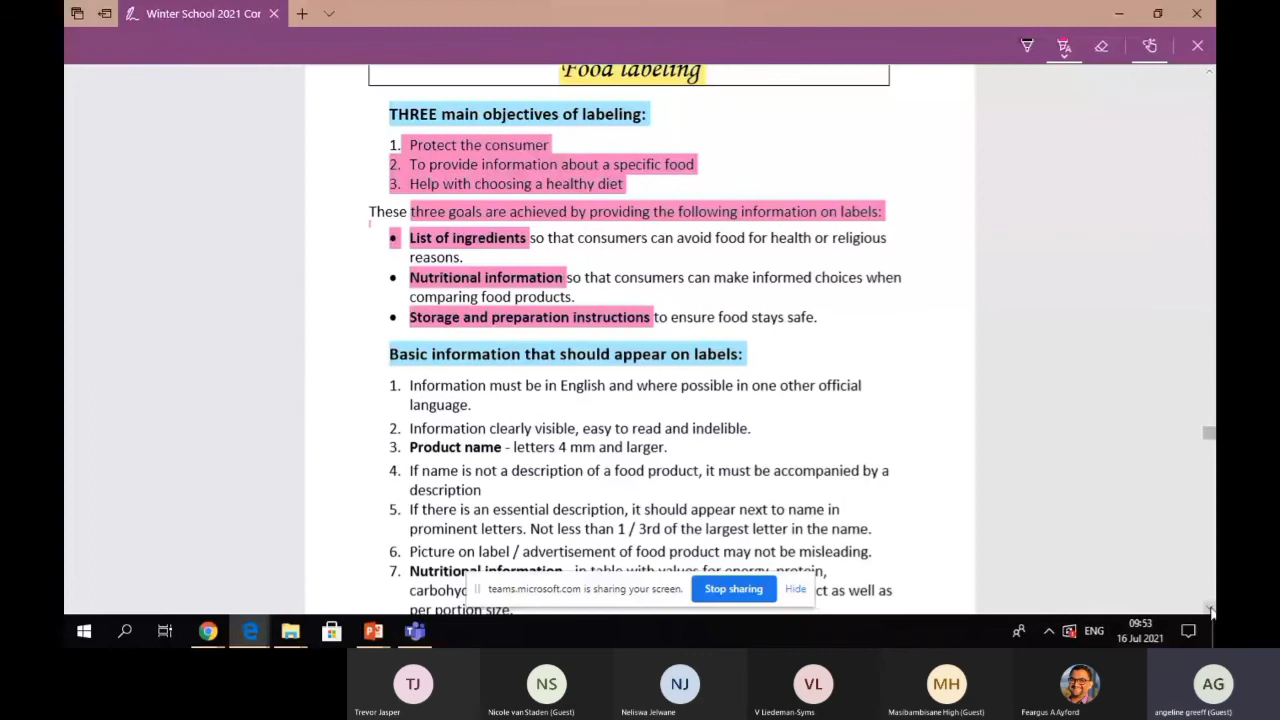 Winter School 2021 Cor
Food labeling
THREE main objectives of labeling:
1. Protect the consumer
2. To provide information about a specific food
3. Help with choosing a healthy diet
These three goals are achieved by providing the following information on labels:
• List of ingredients so that consumers can avoid food for health or religious
reasons.
• Nutritional information so that consumers can make informed choices when
comparing food products.
• Storage and preparation instructions to ensure food stays safe.
Basic information that should appear on labels:
1. Information must be in English and where possible in one other official
language.
2. Information clearly visible, easy to read and indelible.
3. Product name - letters 4 mm and larger.
4. If name is not a description of a food product, it must be accompanied by a
description
5. If there is an essential description, it should appear next to name in
prominent letters. Not less than 1 / 3rd of the largest letter in the name.
6. Picture on label / advertisement of food product may not be misleading.
7. Nutritional information - in table with values for energy, protein,
carbohyd ct as well as
per portion size.
teams.microsoft.com is sharing your screen. Stop sharing Hide
ENG
09:53
16 Jul 2021
TJ NS NJ VL MH AG
Trevor Jasper Nicole van Staden (Guest) Neliswa Jelwane V Liedeman-Syms Masibambisane High (Guest) Feargus A Ayford angeline greeff (Guest)